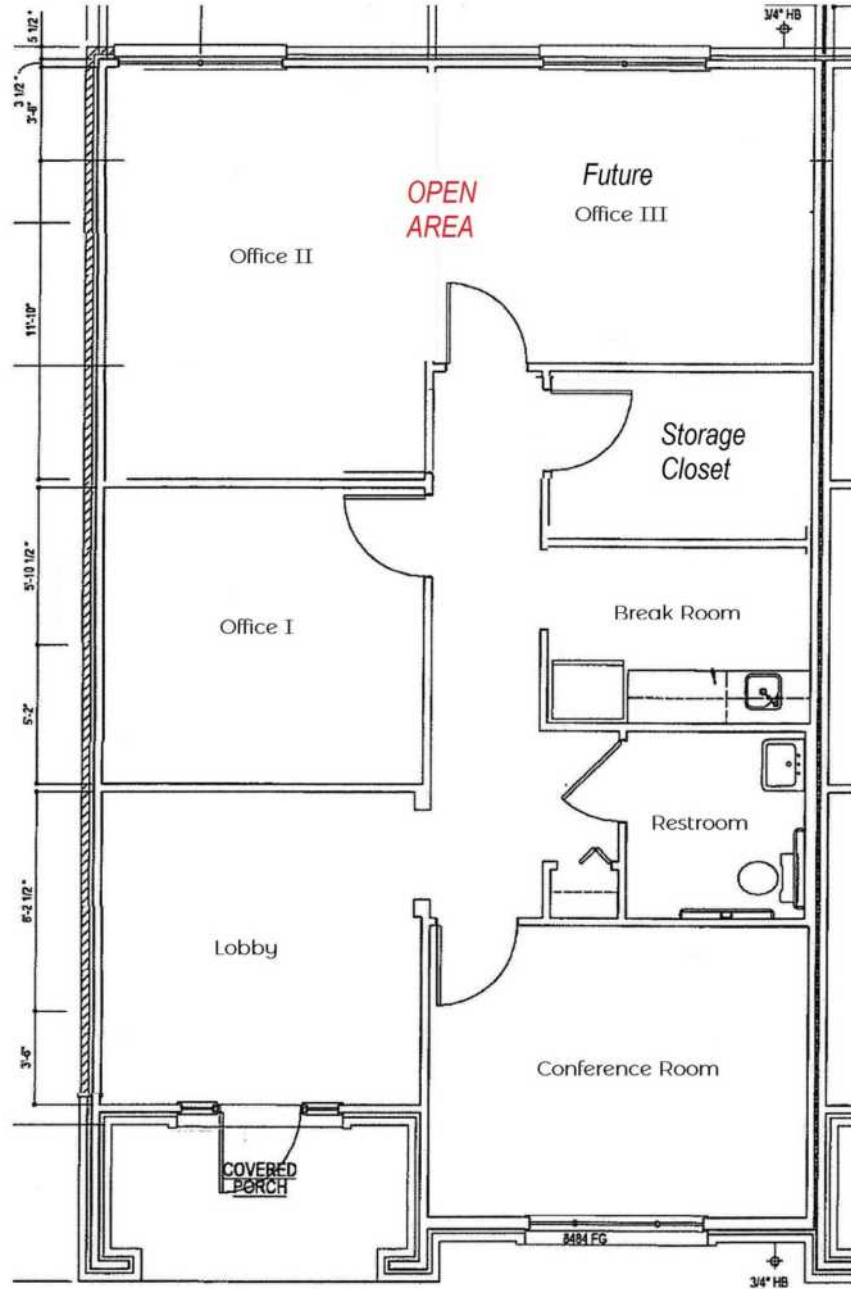 3/4" HB
5 1/2"
3 1/2"
3'-6"
Future
OPEN
AREA
Office III
Office II
11'-10"
Storage
Closet
5'-10 1/2"
Break Room
Office I
5'-2"
Restroom
8'-2 1/2"
Lobby
3'-6"
Conference Room
COVERED
PORCH
8484 FG
3/4" HB